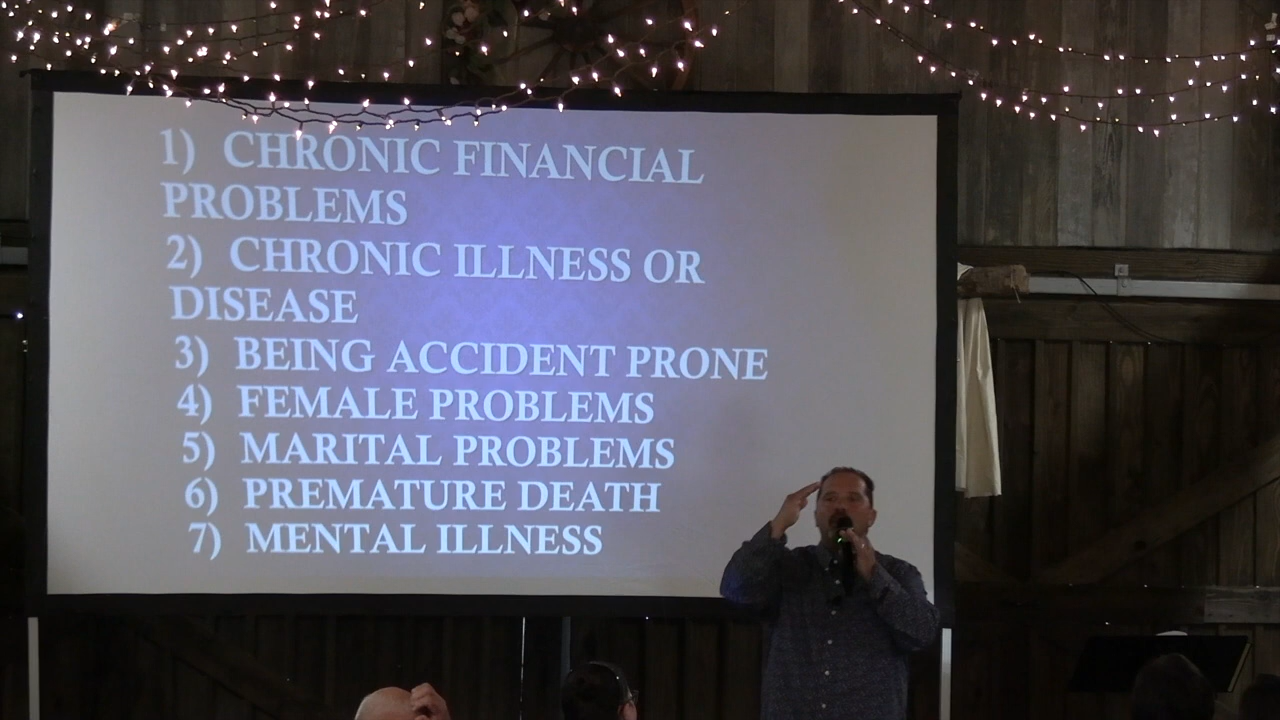 1) CHRONIC FINANCIAL
PROBLEMS
2) CHRONIC ILLNESS OR
DISEASE
3) BEING ACCIDENT PRONE
4) FEMALE PROBLEMS
5) MARITAL PROBLEMS
6) PREMATURE DEATH
7) MENTAL ILLNESS